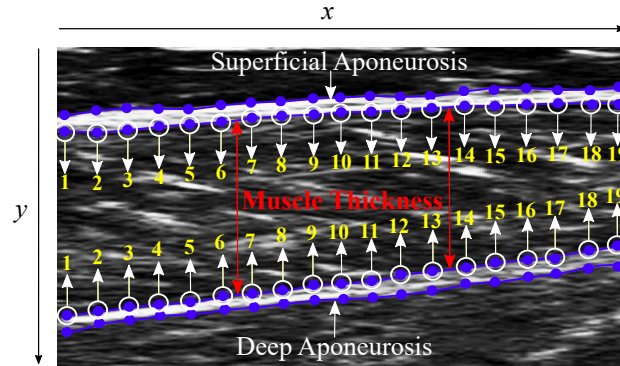 x
y
Superficial Aponeurosis
1 2 3 4 5 6 7 8 9 10 11 12 13 14 15 16 17 18 19
Muscle Thickness
1 2 3 4 5 6 7 8 9 10 11 12 13 14 15 16 17 18 19
Deep Aponeurosis